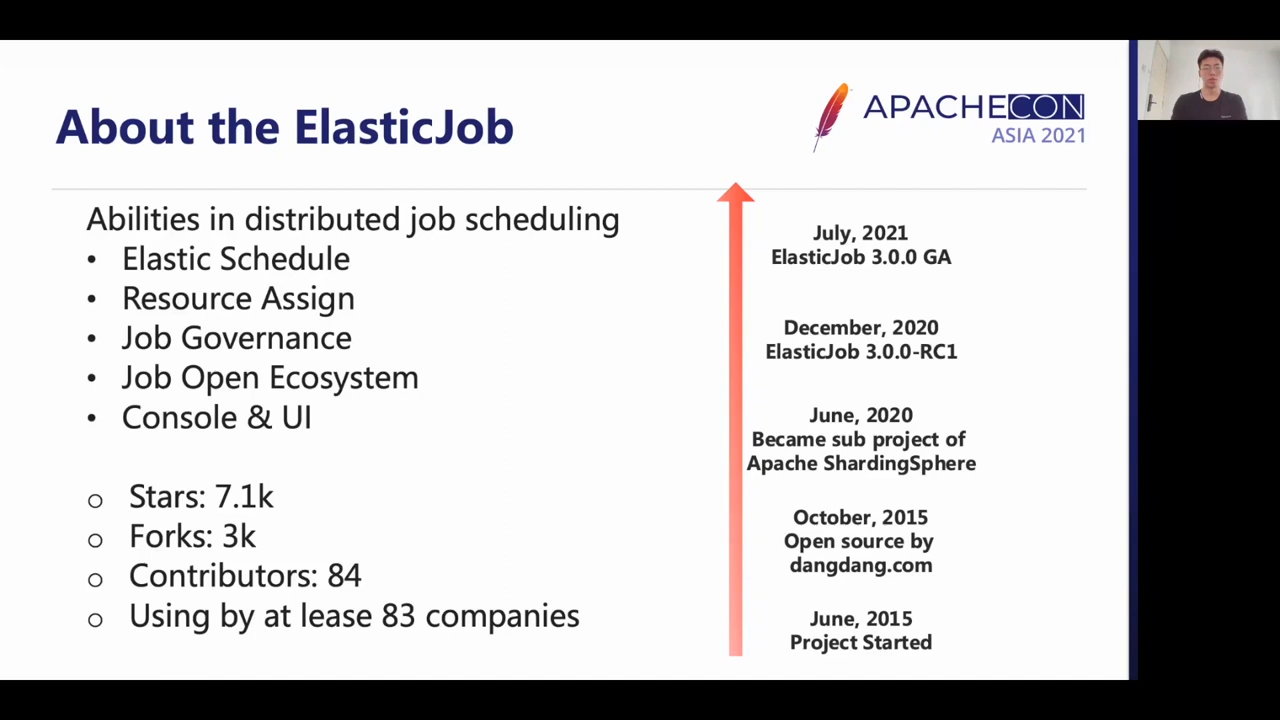 About the ElasticJob
APACHECON
ASIA 2021
Abilities in distributed job scheduling
• Elastic Schedule
• Resource Assign
• Job Governance
• Job Open Ecosystem
• Console & UI
o Stars: 7.1k
o Forks: 3k
o Contributors: 84
o Using by at lease 83 companies
July, 2021
ElasticJob 3.0.0 GA
December, 2020
ElasticJob 3.0.0-RC1
June, 2020
Became sub project of
Apache ShardingSphere
October, 2015
Open source by
dangdang.com
June, 2015
Project Started